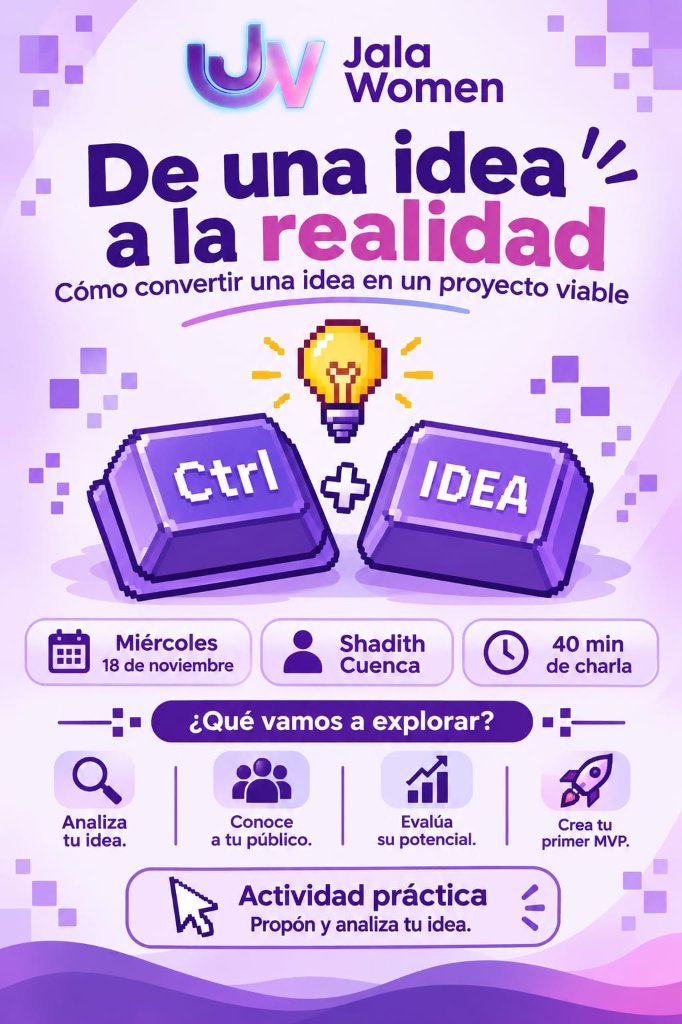 UJV
Jala
Women
De una idea
a la realidad
Cómo convertir una idea en un proyecto viable
Ctrl
IDEA
Miércoles
18 de noviembre
Shadith
Cuenca
40 min
de charla
¿Qué vamos a explorar?
Analiza
tu idea.
Conoce
a tu público.
Evalúa
su potencial.
Crea tu
primer MVP.
Actividad práctica
Propón y analiza tu idea.